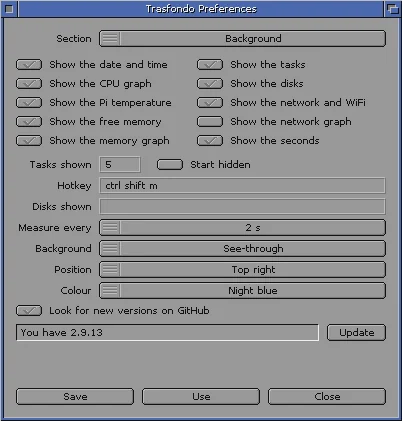 Trasfondo Preferences
Section Background
Show the date and time Show the tasks
Show the CPU graph Show the disks
Show the Pi temperature Show the network and WiFi
Show the free memory Show the network graph
Show the memory graph Show the seconds
Tasks shown 5 Start hidden
Hotkey ctrl shift m
Disks shown
Measure every 2 s
Background See-through
Position Top right
Colour Night blue
Look for new versions on GitHub
You have 2.9.13 Update
Save Use Close